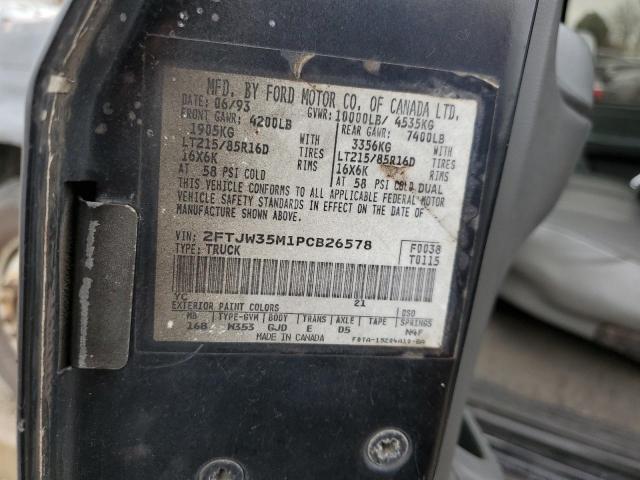 MFD. BY FORD MOTOR CO. OF CANADA LTD.
DATE: 06/93 GVWR: 10000LB/ 4535KG
FRONT GAWR: 4200LB REAR GAWR: 7400LB
1905KG WITH 3356KG WITH
LT215/85R16D TIRES LT215/85R16D TIRES
16X6K RIMS 16X6K RIMS
AT 58 PSI COLD AT 58 PSI COLD DUAL
THIS VEHICLE CONFORMS TO ALL APPLICABLE FEDERAL MOTOR
VEHICLE SAFETY STANDARDS IN EFFECT ON THE DATE OF
MANUFACTURE SHOWN ABOVE.
VIN: 2FTJW35M1PCB26578 F0038
TYPE: TRUCK T0115
21
YC
EXTERIOR PAINT COLORS DSO
WB TYPE-GVM BODY TRANS AXLE TAPE SPRINGS
168 W353 GJD E D5 N4F
MADE IN CANADA